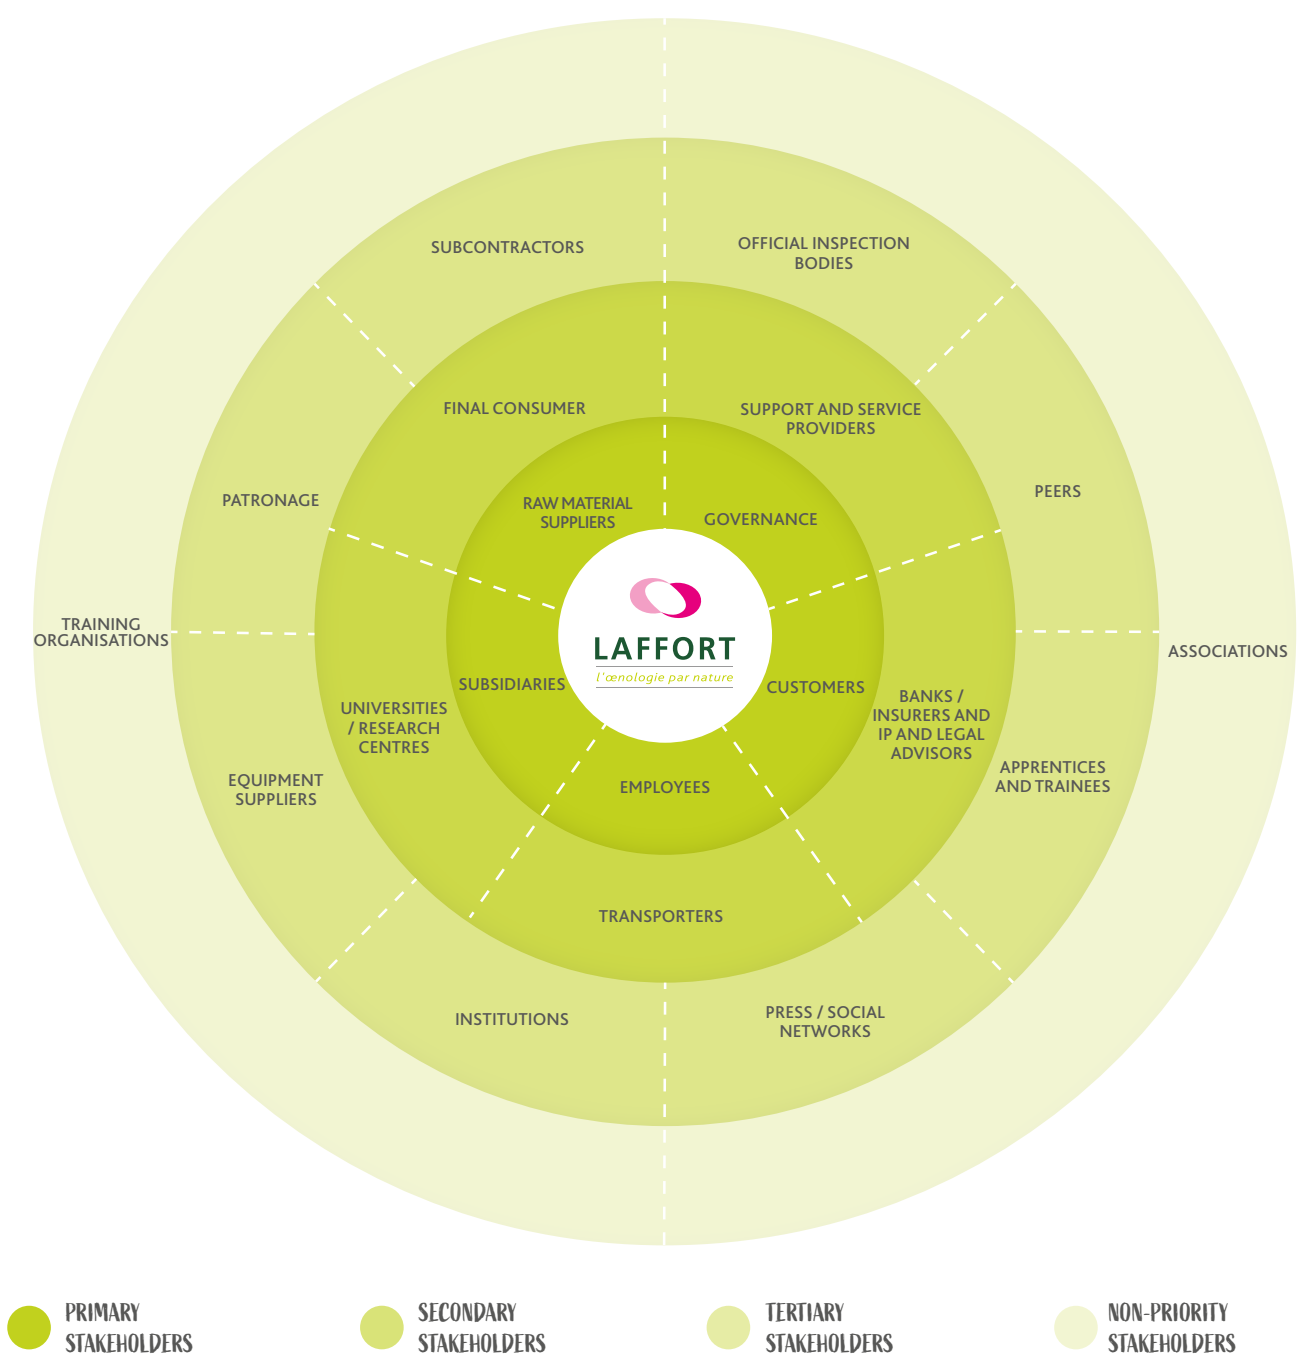 SUBCONTRACTORS
OFFICIAL INSPECTION
BODIES
FINAL CONSUMER
SUPPORT AND SERVICE
PROVIDERS
PATRONAGE
PEERS
RAW MATERIAL
SUPPLIERS
GOVERNANCE
TRAINING
ORGANISATIONS
LAFFORT
l'œnologie par nature
ASSOCIATIONS
SUBSIDIARIES
CUSTOMERS
UNIVERSITIES
/ RESEARCH
CENTRES
BANKS /
INSURERS AND
IP AND LEGAL
ADVISORS
EQUIPMENT
SUPPLIERS
EMPLOYEES
APPRENTICES
AND TRAINEES
TRANSPORTERS
INSTITUTIONS
PRESS / SOCIAL
NETWORKS
PRIMARY
STAKEHOLDERS
SECONDARY
STAKEHOLDERS
TERTIARY
STAKEHOLDERS
NON-PRIORITY
STAKEHOLDERS